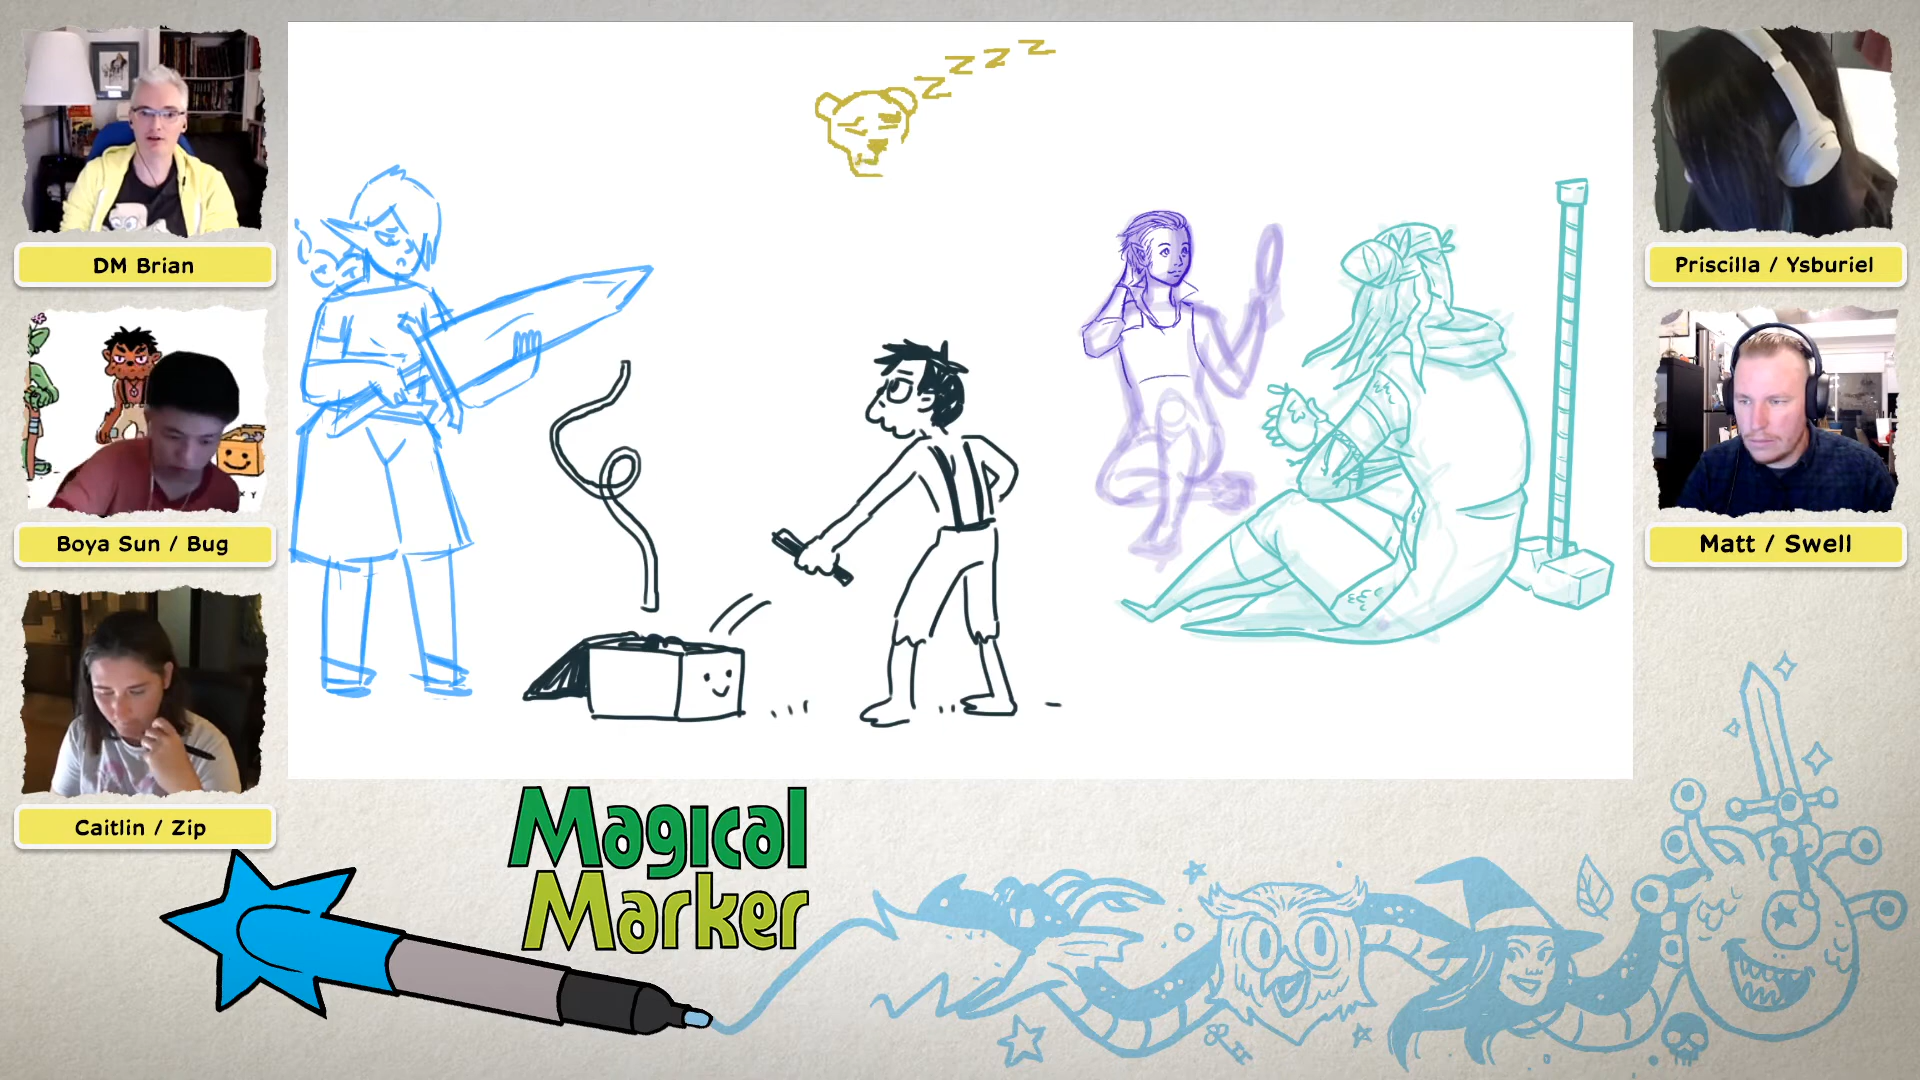 z z z z
DM Brian
Priscilla / Ysburiel
Boya Sun / Bug
Matt / Swell
Caitlin / Zip
Magical
Marker